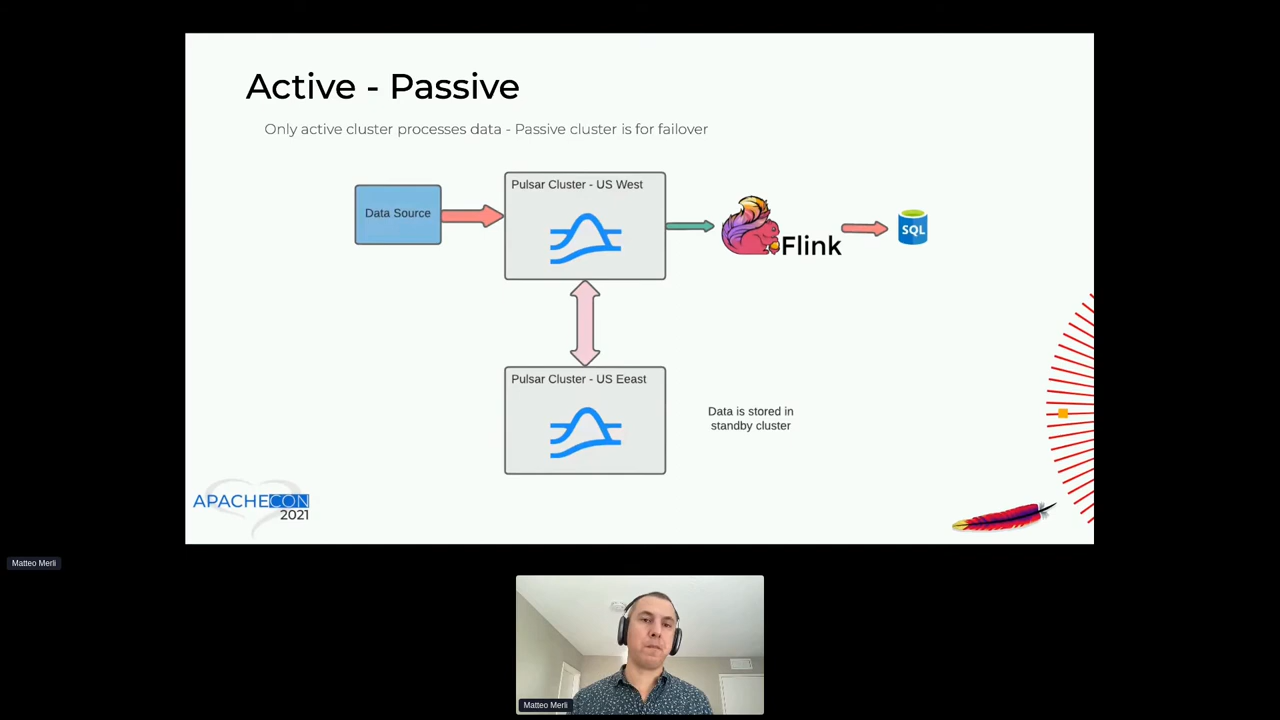 Active - Passive
Only active cluster processes data - Passive cluster is for failover
Data Source
Pulsar Cluster - US West
Flink
SQL
Pulsar Cluster - US Eeast
Data is stored in
standby cluster
APACHECON
2021
Matteo Merli
Matteo Merli